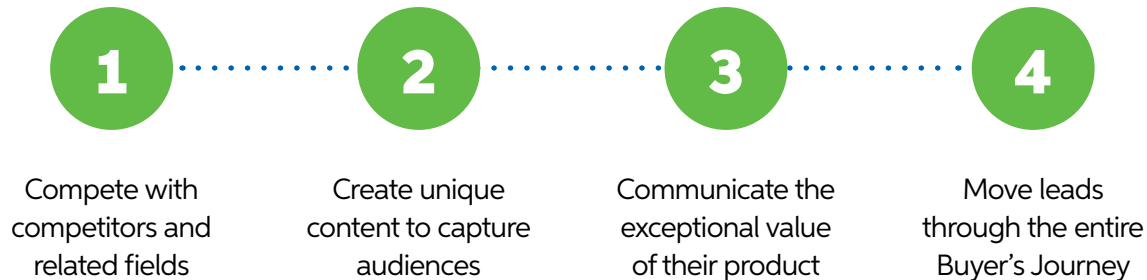 1
2
3
4
Compete with
competitors and
related fields
Create unique
content to capture
audiences
Communicate the
exceptional value
of their product
Move leads
through the entire
Buyer's Journey